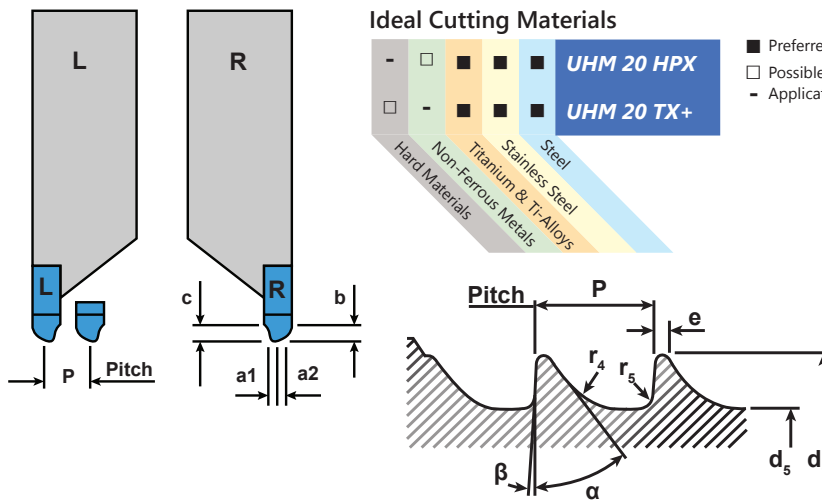 Ideal Cutting Materials
L
R
- □ ■ ■ ■ UHM 20 HPX
□ - ■ ■ ■ UHM 20 TX+
■ Preferre
□ Possible
- Applicat
Hard Materials
Non-Ferrous Metals
Titanium & Ti-Alloys
Stainless Steel
Steel
L
R
c
b
P
Pitch
a1
a2
Pitch
P
e
r4
r5
d5
d
β
α